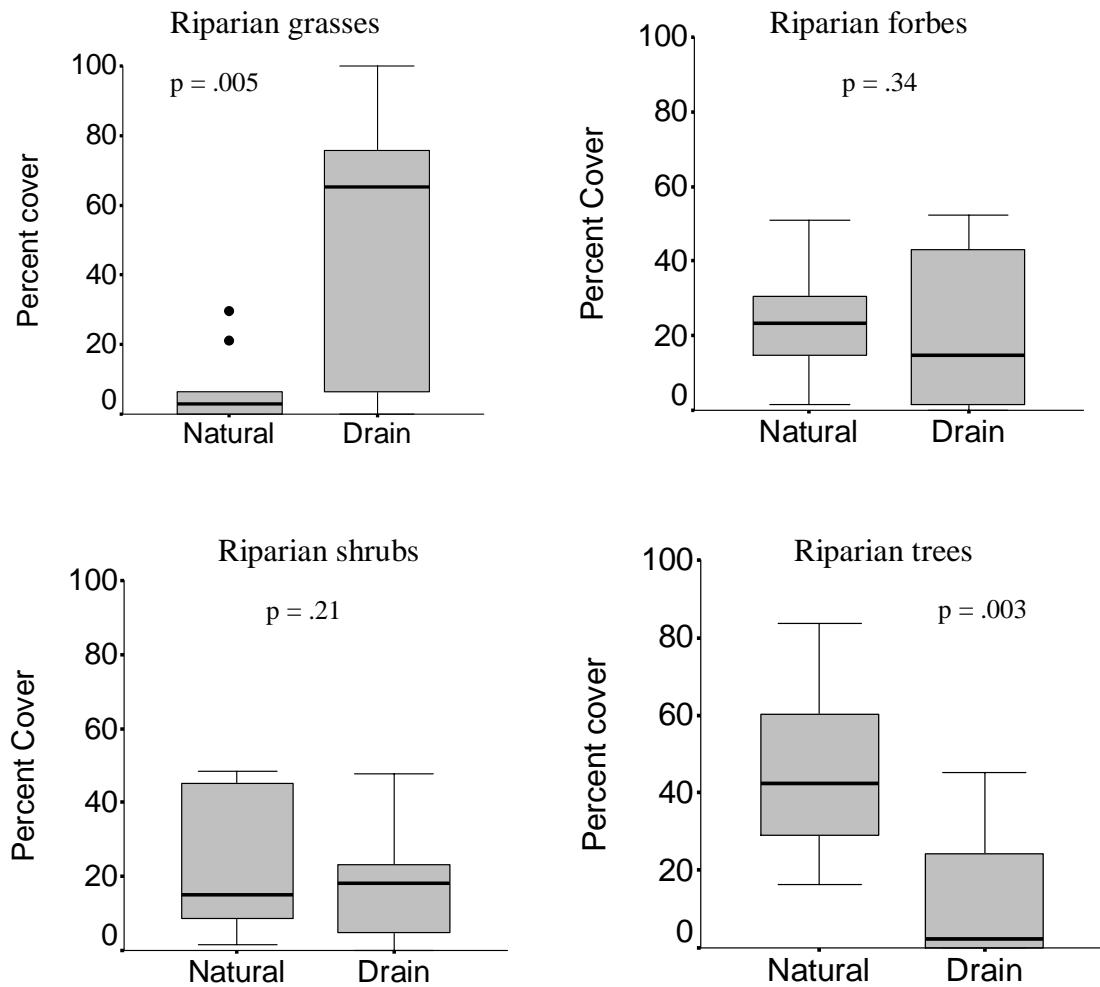 Riparian grasses
p = .005
Percent cover
100
80
60
40
20
0
Natural Drain
Riparian forbes
p = .34
Percent Cover
100
80
60
40
20
0
Natural Drain
Riparian shrubs
p = .21
Percent Cover
100
80
60
40
20
0
Natural Drain
Riparian trees
p = .003
Percent cover
100
80
60
40
20
0
Natural Drain